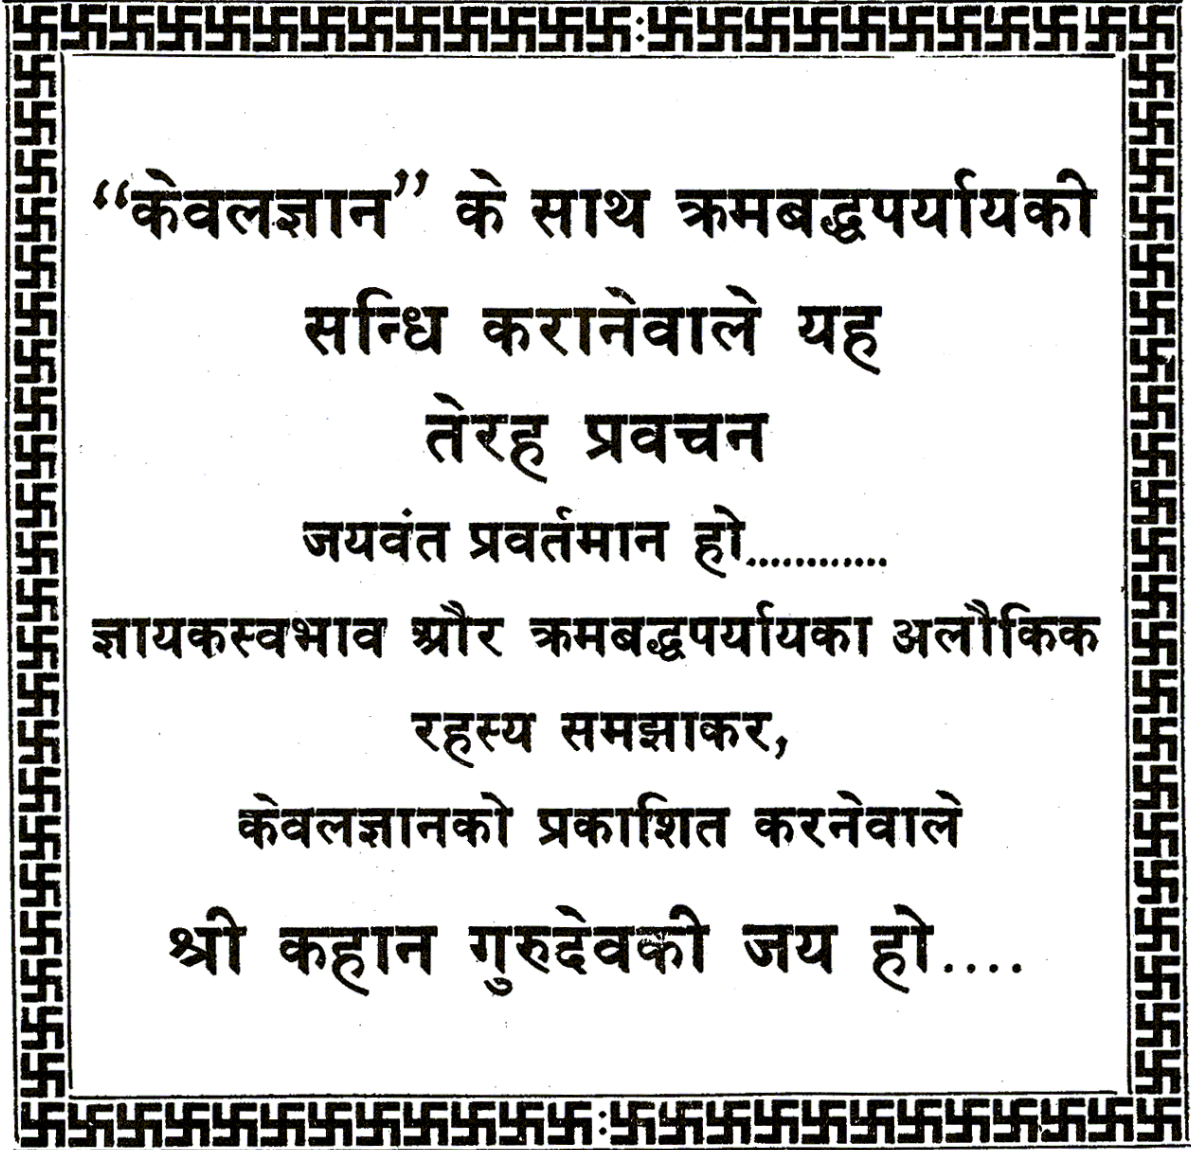 “केवलज्ञान” के साथ क्रमबद्धपर्यायकी
सन्धि करानेवाले यह
तेरह प्रवचन
जयवंत प्रवर्तमान हो............
ज्ञायकस्वभाव और क्रमबद्धपर्यायका अलौकिक
रहस्य समझाकर,
केवलज्ञानको प्रकाशित करनेवाले
श्री कहान गुरुदेवकी जय हो....